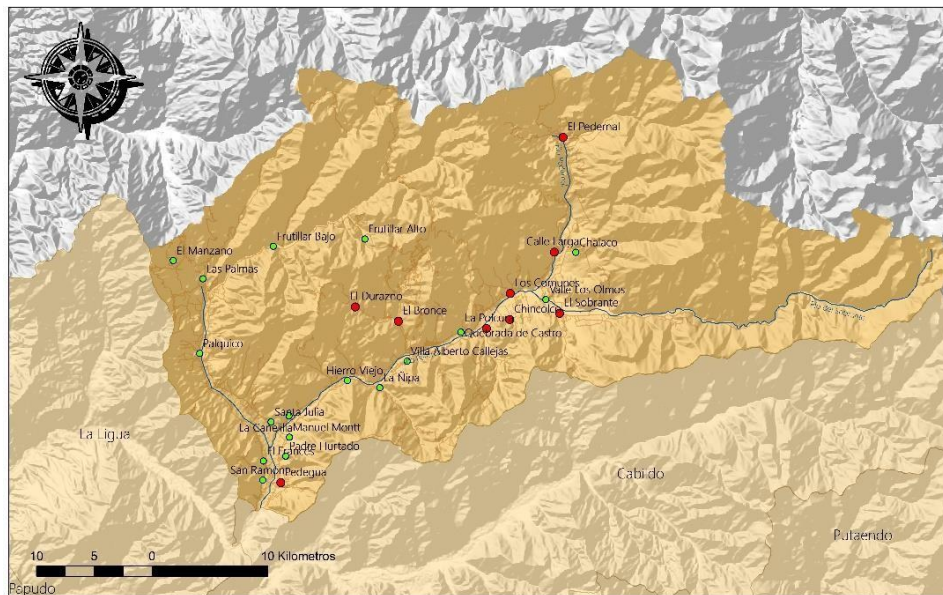 El Pedernal
Frutillar Bajo
Frutillar Alto
Calle Larga
Chalaco
El Manzano
Las Palmas
Los Comunes
Valle Los Olmos
El Durazno
El Sobrante
El Bronce
Chincolco
La Polcura
Quebrada de Castro
Palquico
Villa Alberto Callejas
Hierro Viejo
La Ñipa
Santa Julia
La Canelilla
Manuel Montt
La Ligua
Padre Hurtado
El Frances
San Ramon
Pedegua
Cabildo
Putaendo
10 5 0 10 Kilometros
Papudo